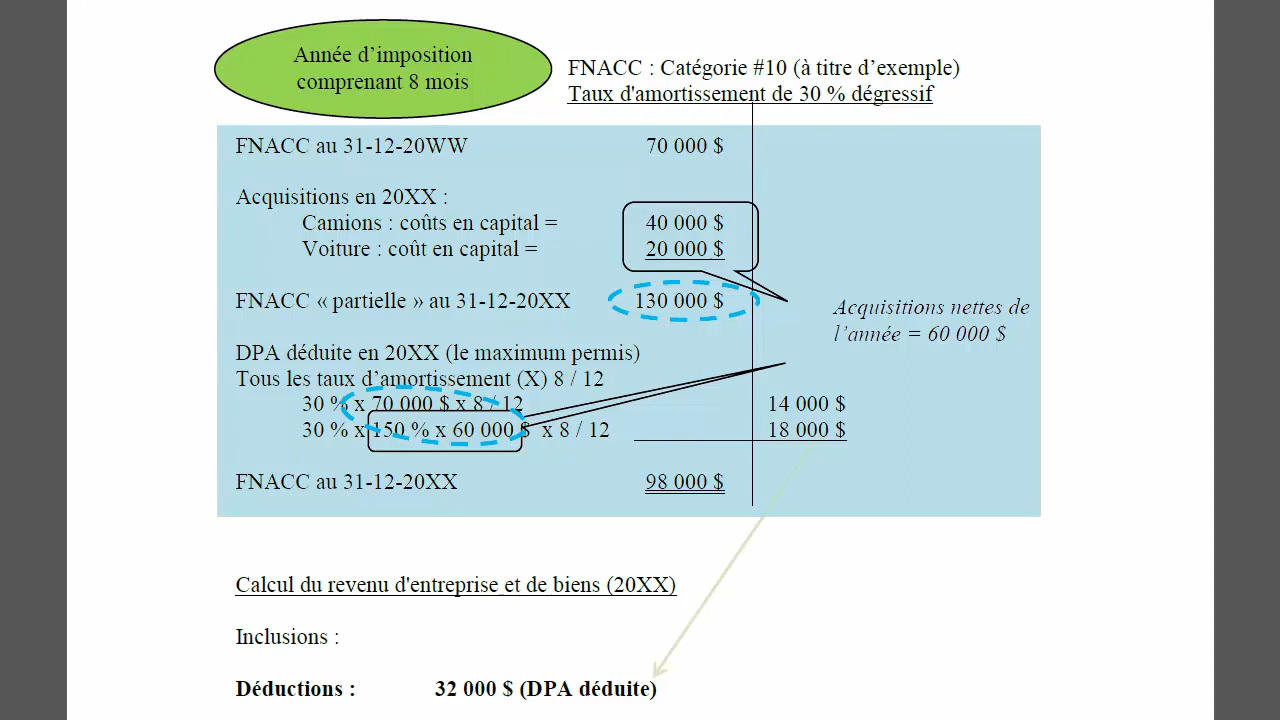 Année d’imposition
comprenant 8 mois
FNACC : Catégorie #10 (à titre d’exemple)
Taux d'amortissement de 30 % dégressif
FNACC au 31-12-20WW 70 000 $
Acquisitions en 20XX :
Camions : coûts en capital = 40 000 $
Voiture : coût en capital = 20 000 $
FNACC « partielle » au 31-12-20XX 130 000 $
Acquisitions nettes de
l’année = 60 000 $
DPA déduite en 20XX (le maximum permis)
Tous les taux d’amortissement (X) 8 / 12
30 % x 70 000 $ x 8 / 12 14 000 $
30 % x 150 % x 60 000 $ x 8 / 12 18 000 $
FNACC au 31-12-20XX 98 000 $
Calcul du revenu d'entreprise et de biens (20XX)
Inclusions :
Déductions : 32 000 $ (DPA déduite)